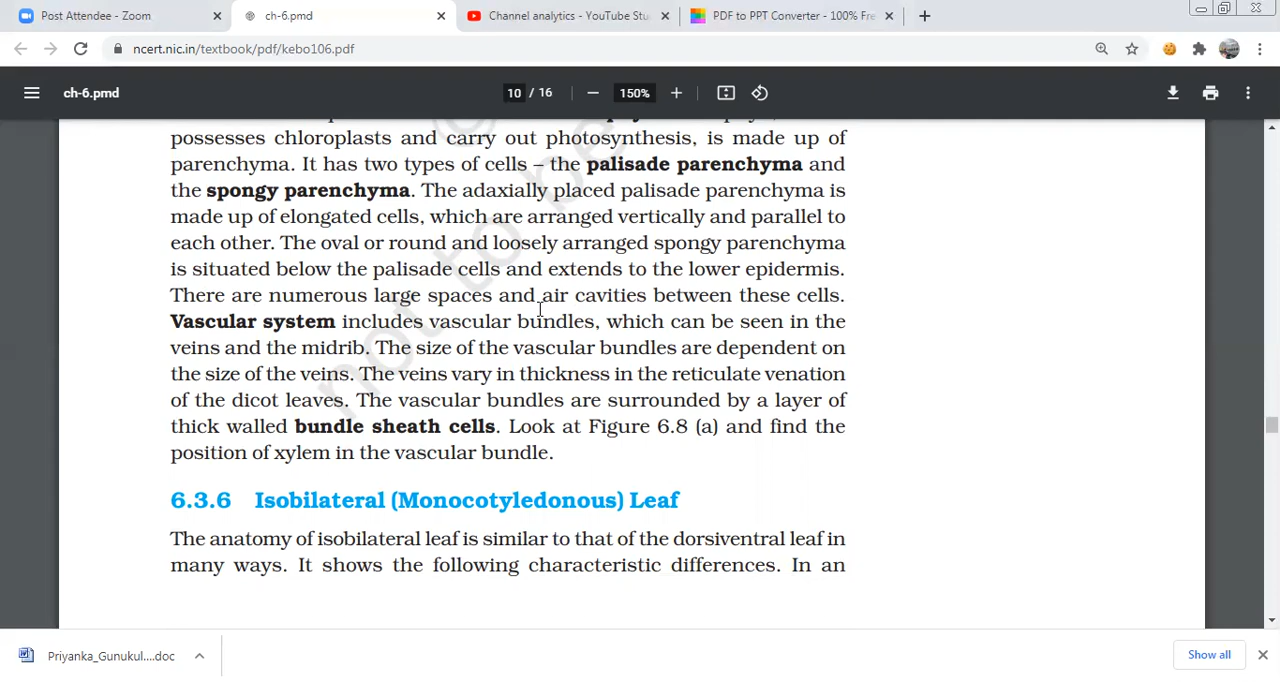 Post Attendee - Zoom
ch-6.pmd
Channel analytics - YouTube Stu
PDF to PPT Converter - 100% Fre
ncert.nic.in/textbook/pdf/kebo106.pdf
ch-6.pmd
10 / 16
150%
possesses chloroplasts and carry out photosynthesis, is made up of
parenchyma. It has two types of cells – the palisade parenchyma and
the spongy parenchyma. The adaxially placed palisade parenchyma is
made up of elongated cells, which are arranged vertically and parallel to
each other. The oval or round and loosely arranged spongy parenchyma
is situated below the palisade cells and extends to the lower epidermis.
There are numerous large spaces and air cavities between these cells.
Vascular system includes vascular bundles, which can be seen in the
veins and the midrib. The size of the vascular bundles are dependent on
the size of the veins. The veins vary in thickness in the reticulate venation
of the dicot leaves. The vascular bundles are surrounded by a layer of
thick walled bundle sheath cells. Look at Figure 6.8 (a) and find the
position of xylem in the vascular bundle.
not to be
6.3.6 Isobilateral (Monocotyledonous) Leaf
The anatomy of isobilateral leaf is similar to that of the dorsiventral leaf in
many ways. It shows the following characteristic differences. In an
Priyanka_Gunukul....doc
Show all